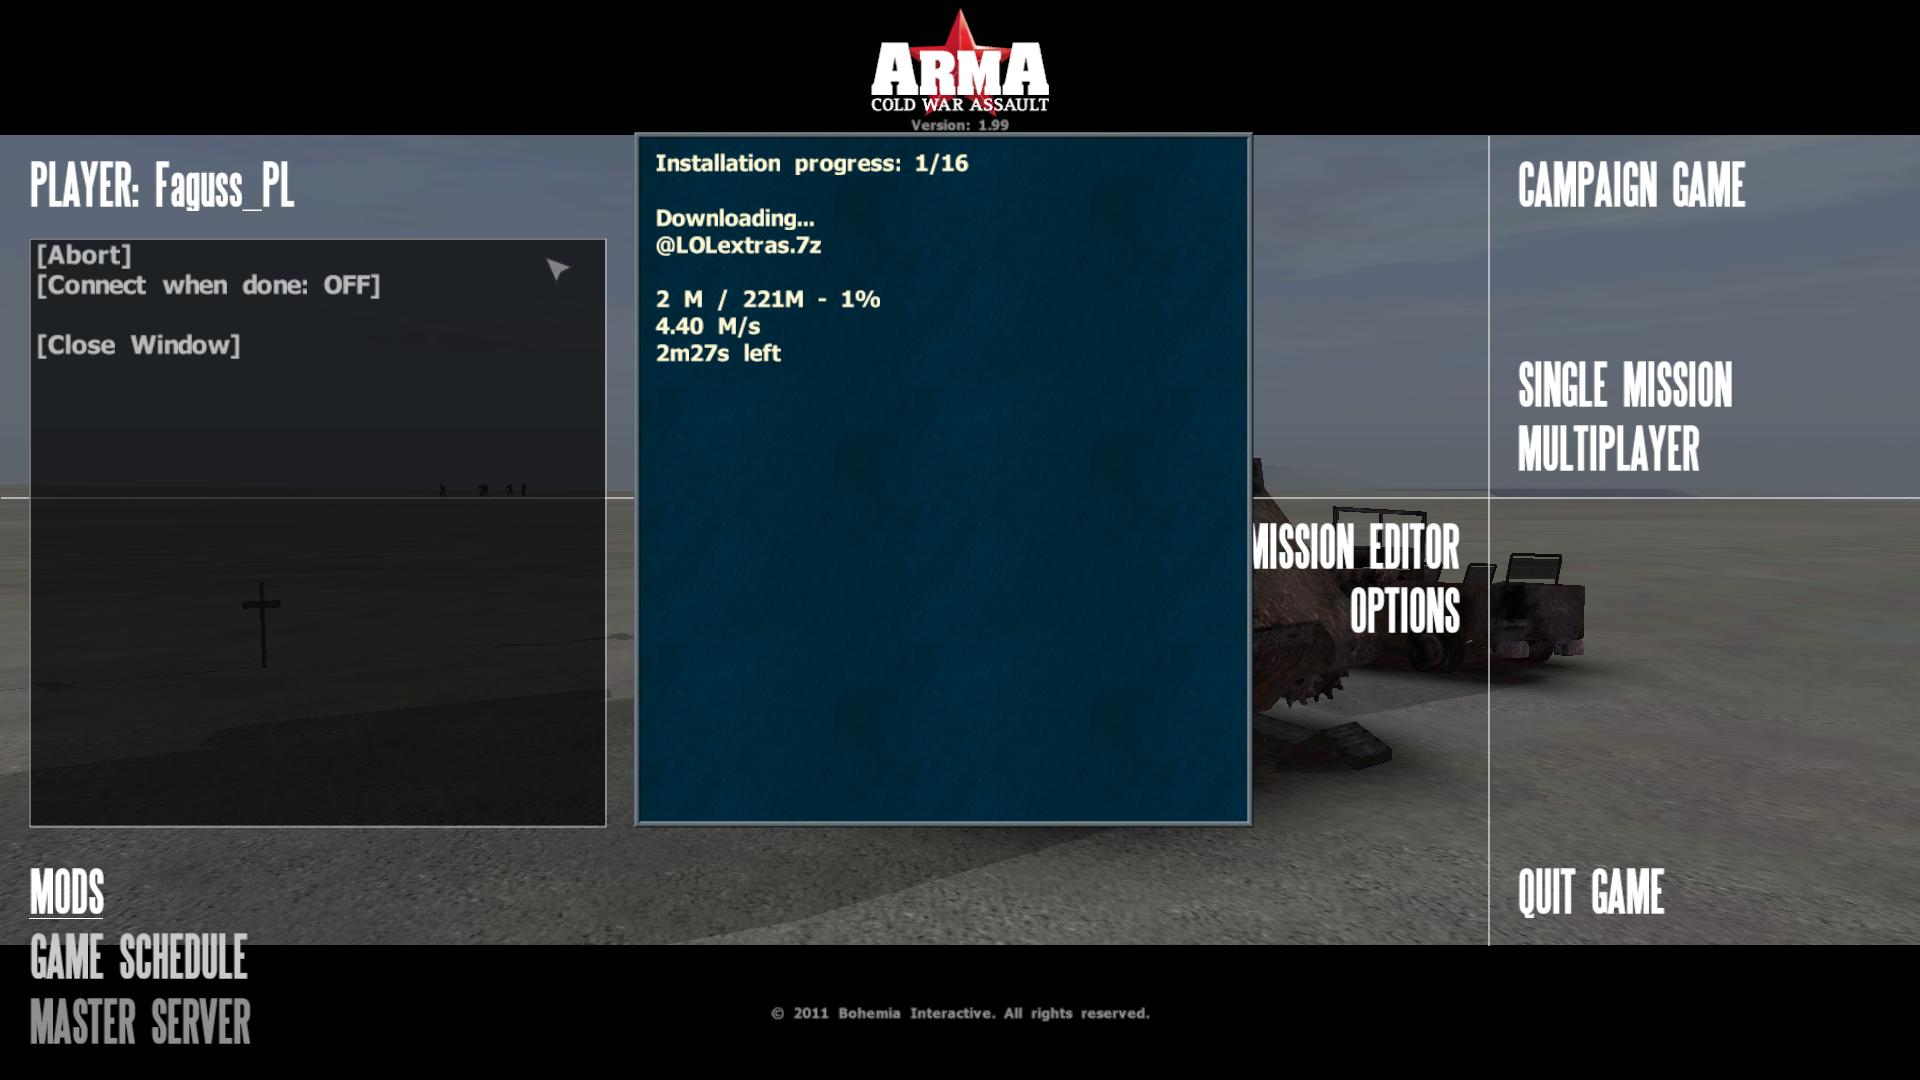 ARMA
COLD WAR ASSAULT
Version: 1.99
PLAYER: Faguss_PL
[Abort]
[Connect when done: OFF]
[Close Window]
Installation progress: 1/16
Downloading...
@LOLextras.7z
2 M / 221M - 1%
4.40 M/s
2m27s left
CAMPAIGN GAME
SINGLE MISSION
MULTIPLAYER
MISSION EDITOR
OPTIONS
MODS
GAME SCHEDULE
MASTER SERVER
QUIT GAME
© 2011 Bohemia Interactive. All rights reserved.